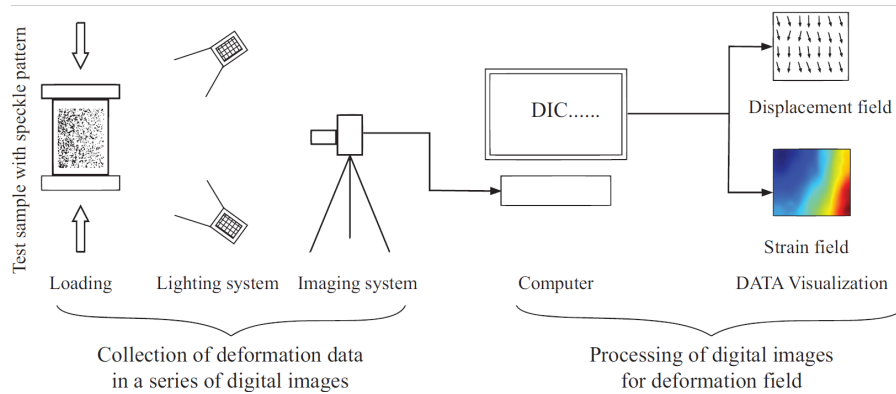 Test sample with speckle pattern
DIC......
Displacement field
Strain field
Loading
Lighting system
Imaging system
Computer
DATA Visualization
Collection of deformation data
in a series of digital images
Processing of digital images
for deformation field